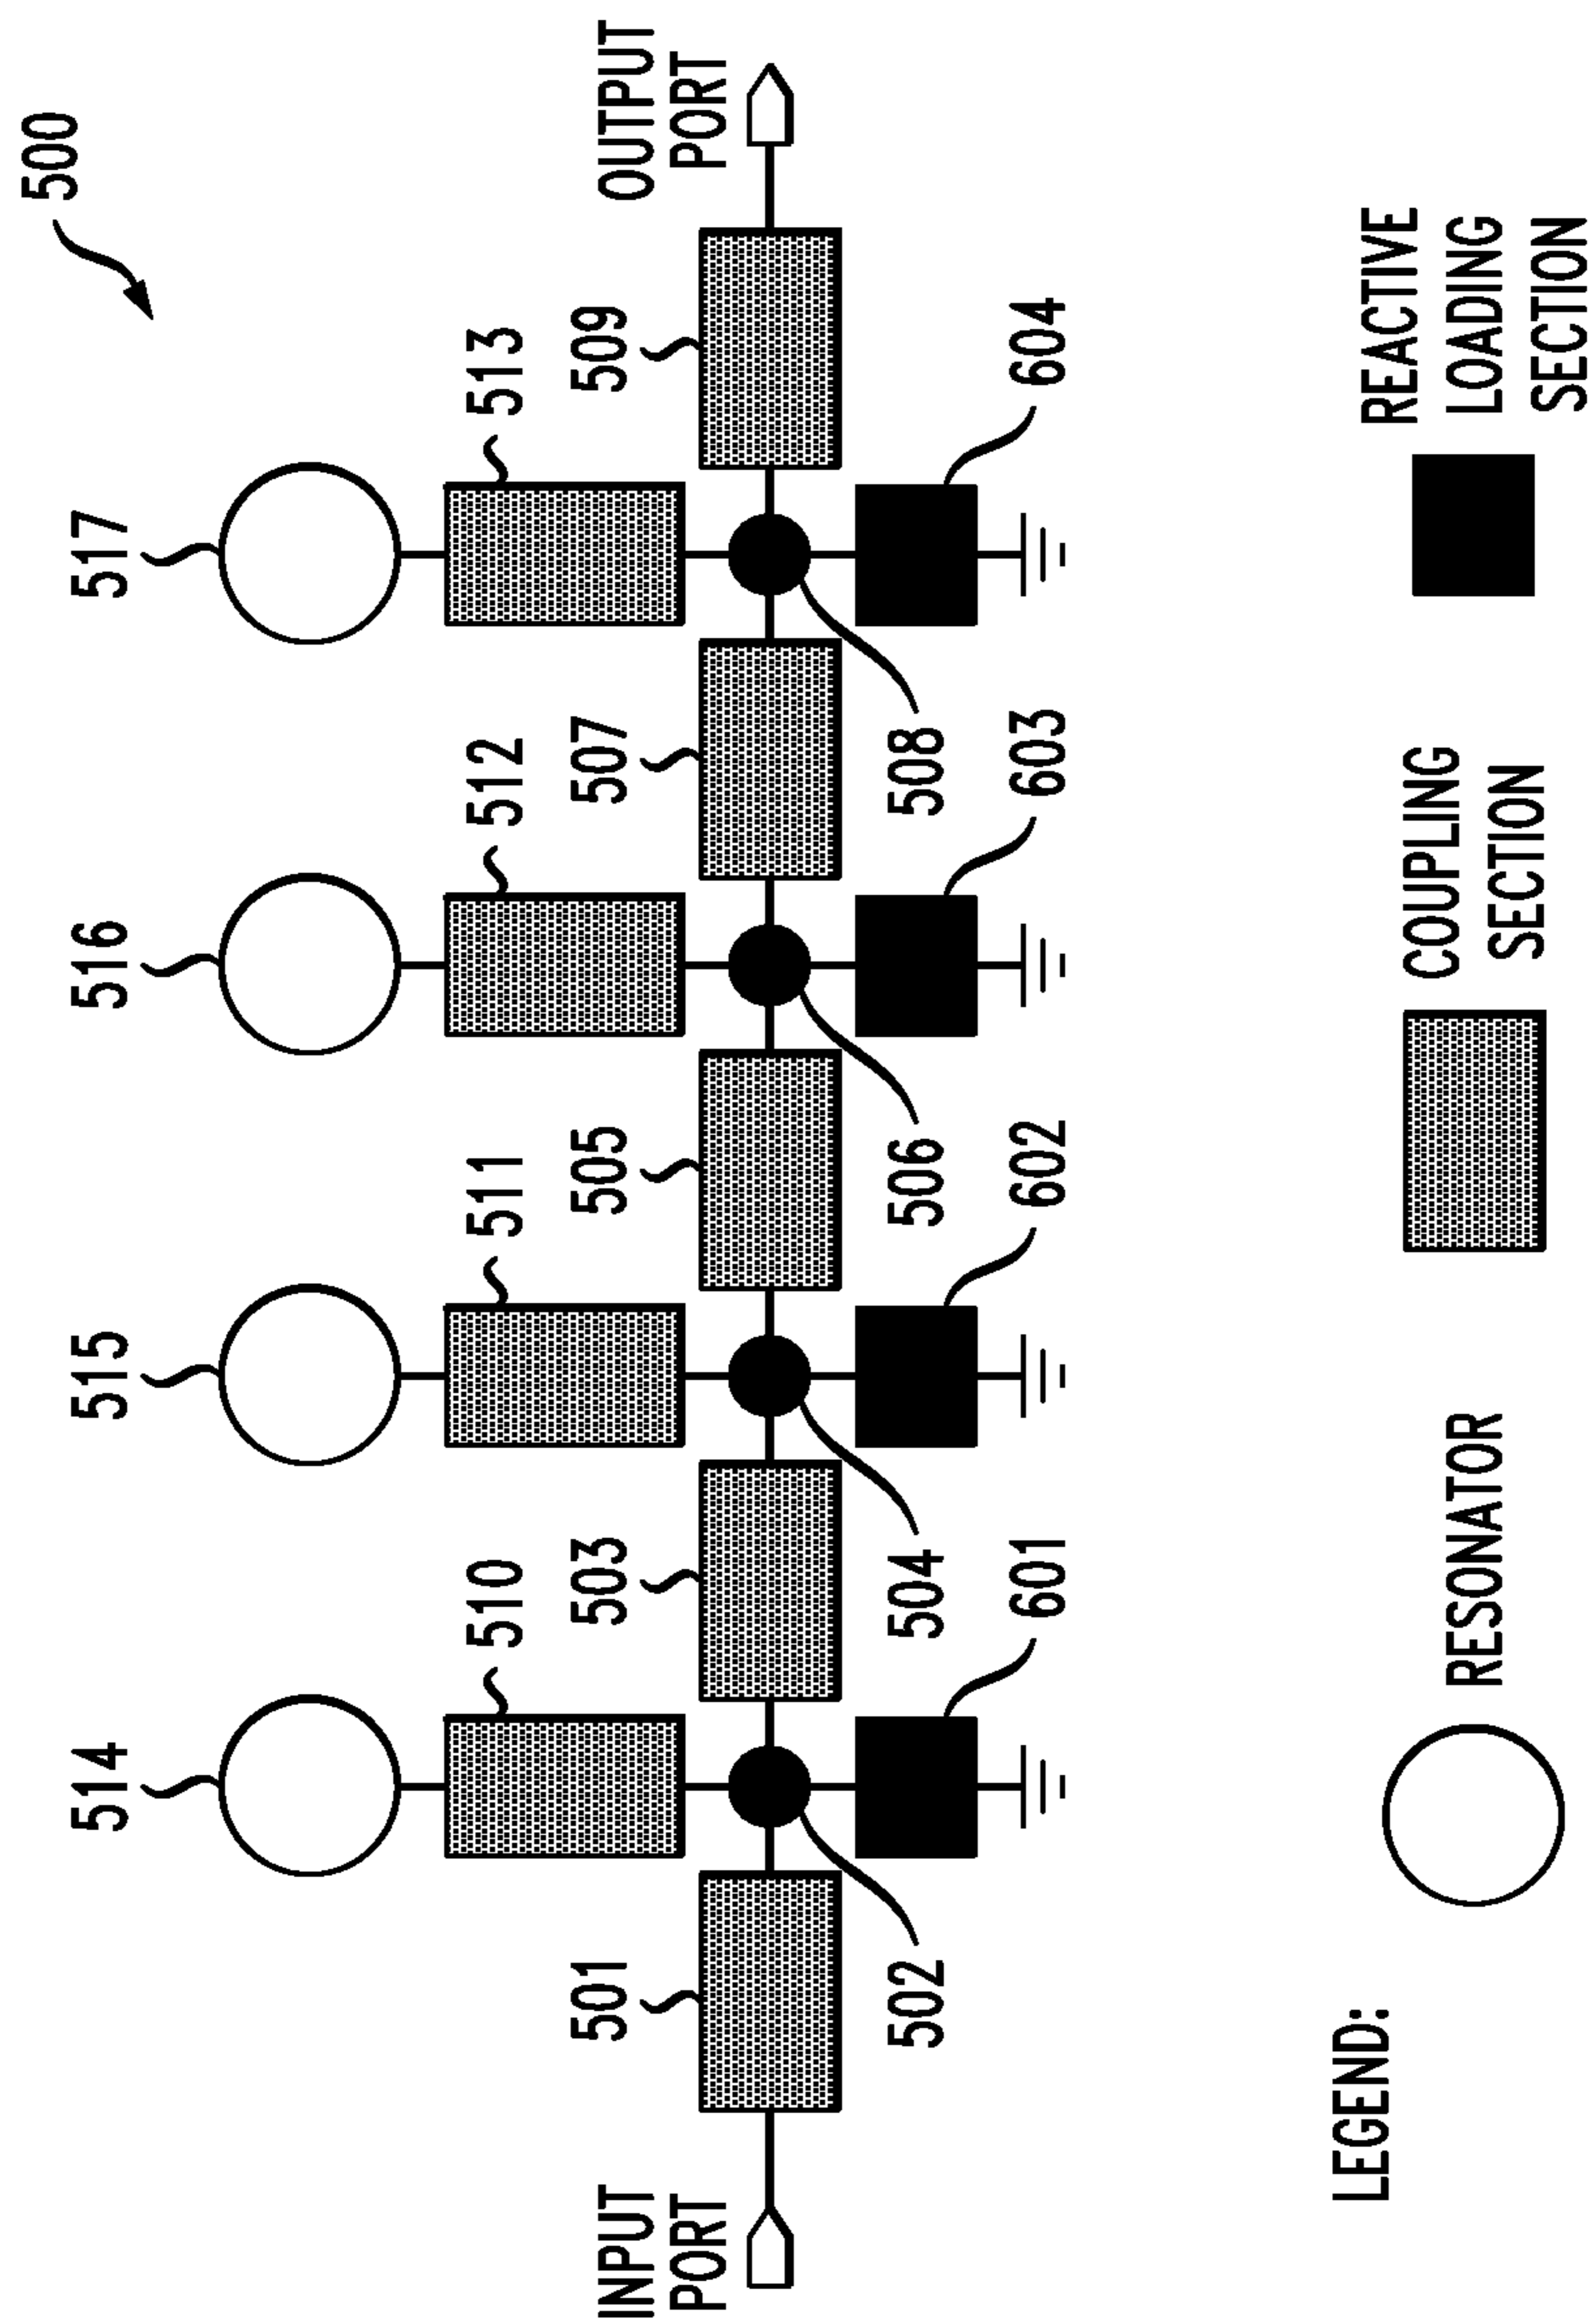 500
517
516
515
514
513
512
511
510
OUTPUT
PORT
509
507
505
503
501
INPUT
PORT
508
506
504
502
604
603
602
601
LEGEND:
RESONATOR
COUPLING
SECTION
REACTIVE
LOADING
SECTION